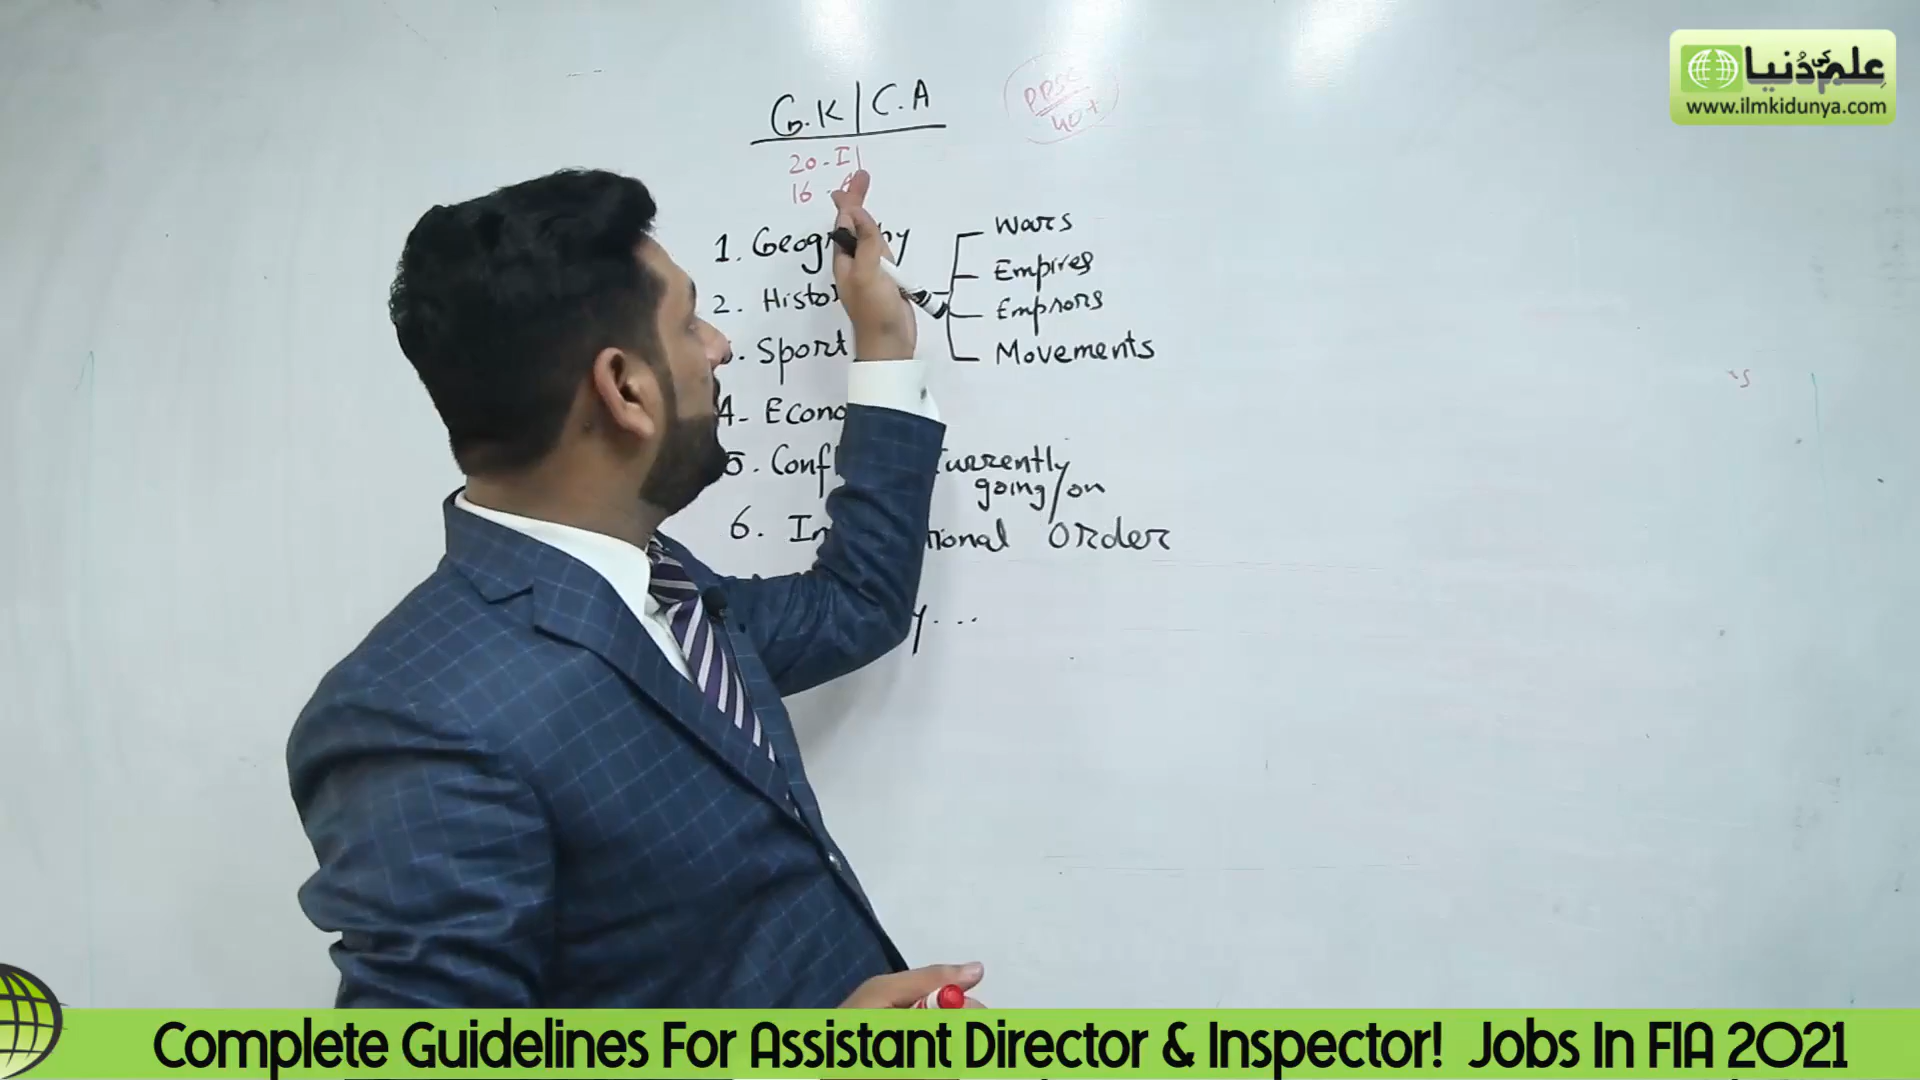 علم کی دنیا
www.ilmkidunya.com
G.K | C.A
PPSC
40+
20 - I
16 -
1. Geography
Wars
2. Histo
Empires
Emprors
. Sport
Movements
4- Econo
5. Conf Currently
going/on
6. In tional Order
y...
Complete Guidelines For Assistant Director & Inspector! Jobs In FIA 2021